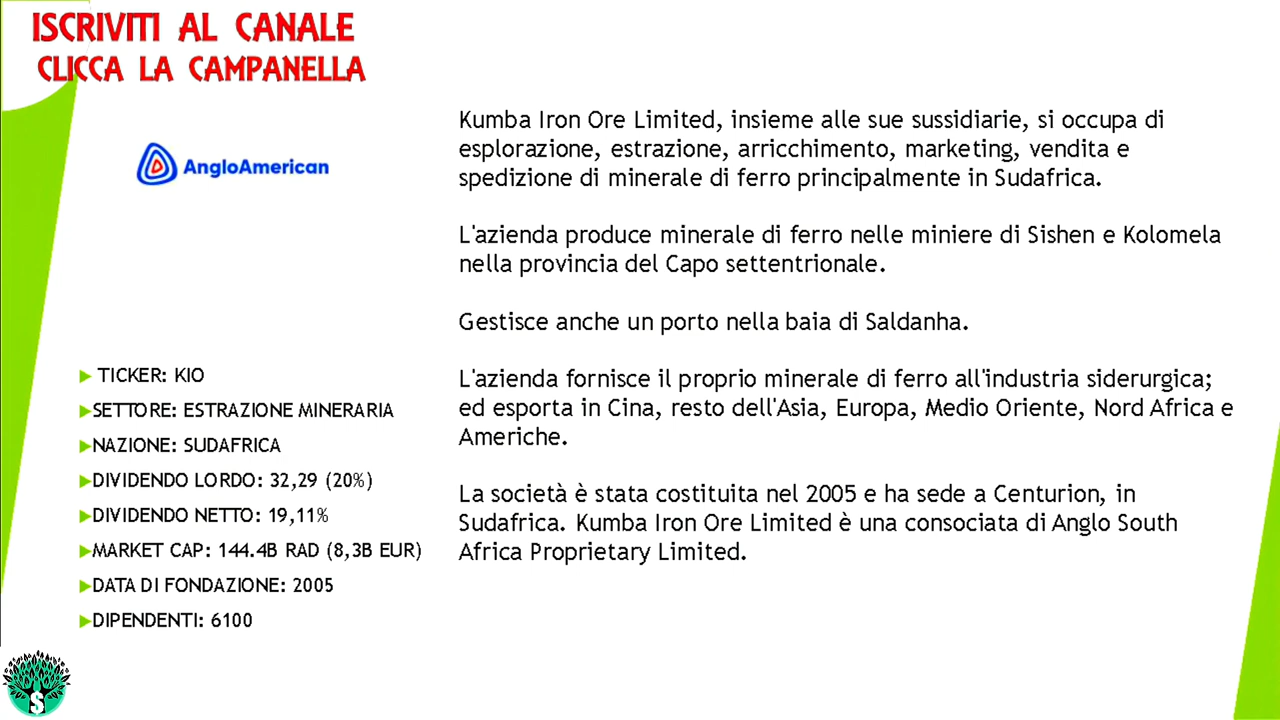 ISCRIVITI AL CANALE
CLICCA LA CAMPANELLA
AngloAmerican
TICKER: KIO
SETTORE: ESTRAZIONE MINERARIA
NAZIONE: SUDAFRICA
DIVIDENDO LORDO: 32,29 (20%)
DIVIDENDO NETTO: 19,11%
MARKET CAP: 144.4B RAD (8,3B EUR)
DATA DI FONDAZIONE: 2005
DIPENDENTI: 6100
Kumba Iron Ore Limited, insieme alle sue sussidiarie, si occupa di
esplorazione, estrazione, arricchimento, marketing, vendita e
spedizione di minerale di ferro principalmente in Sudafrica.
L'azienda produce minerale di ferro nelle miniere di Sishen e Kolomela
nella provincia del Capo settentrionale.
Gestisce anche un porto nella baia di Saldanha.
L'azienda fornisce il proprio minerale di ferro all'industria siderurgica;
ed esporta in Cina, resto dell'Asia, Europa, Medio Oriente, Nord Africa e
Americhe.
La società è stata costituita nel 2005 e ha sede a Centurion, in
Sudafrica. Kumba Iron Ore Limited è una consociata di Anglo South
Africa Proprietary Limited.
$